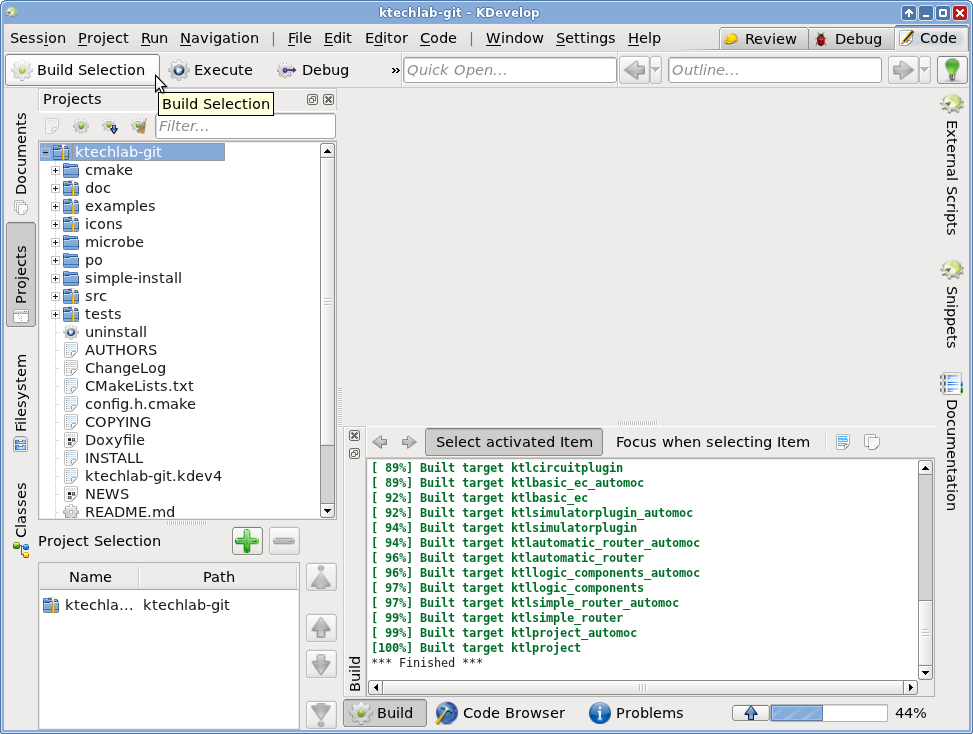 ktechlab-git – KDevelop
Session Project Run Navigation | File Edit Editor Code | Window Settings Help Review Debug Code
Build Selection Execute Debug » Quick Open... Outline...
Build Selection
Projects
Filter...
ktechlab-git
cmake
doc
examples
icons
microbe
po
simple-install
src
tests
uninstall
AUTHORS
ChangeLog
CMakeLists.txt
config.h.cmake
COPYING
Doxyfile
INSTALL
ktechlab-git.kdev4
NEWS
README.md
Documents
Projects
Filesystem
Classes
Project Selection
Name Path
ktechla... ktechlab-git
External Scripts
Snippets
Documentation
Select activated Item Focus when selecting Item
[ 89%] Built target ktlcircuitplugin
[ 89%] Built target ktlbasic_ec_automoc
[ 92%] Built target ktlbasic_ec
[ 92%] Built target ktlsimulatorplugin_automoc
[ 94%] Built target ktlsimulatorplugin
[ 94%] Built target ktlautomatic_router_automoc
[ 96%] Built target ktlautomatic_router
[ 96%] Built target ktllogic_components_automoc
[ 97%] Built target ktllogic_components
[ 97%] Built target ktlsimple_router_automoc
[ 99%] Built target ktlsimple_router
[ 99%] Built target ktlproject_automoc
[100%] Built target ktlproject
*** Finished ***
Build
Build Code Browser Problems 44%